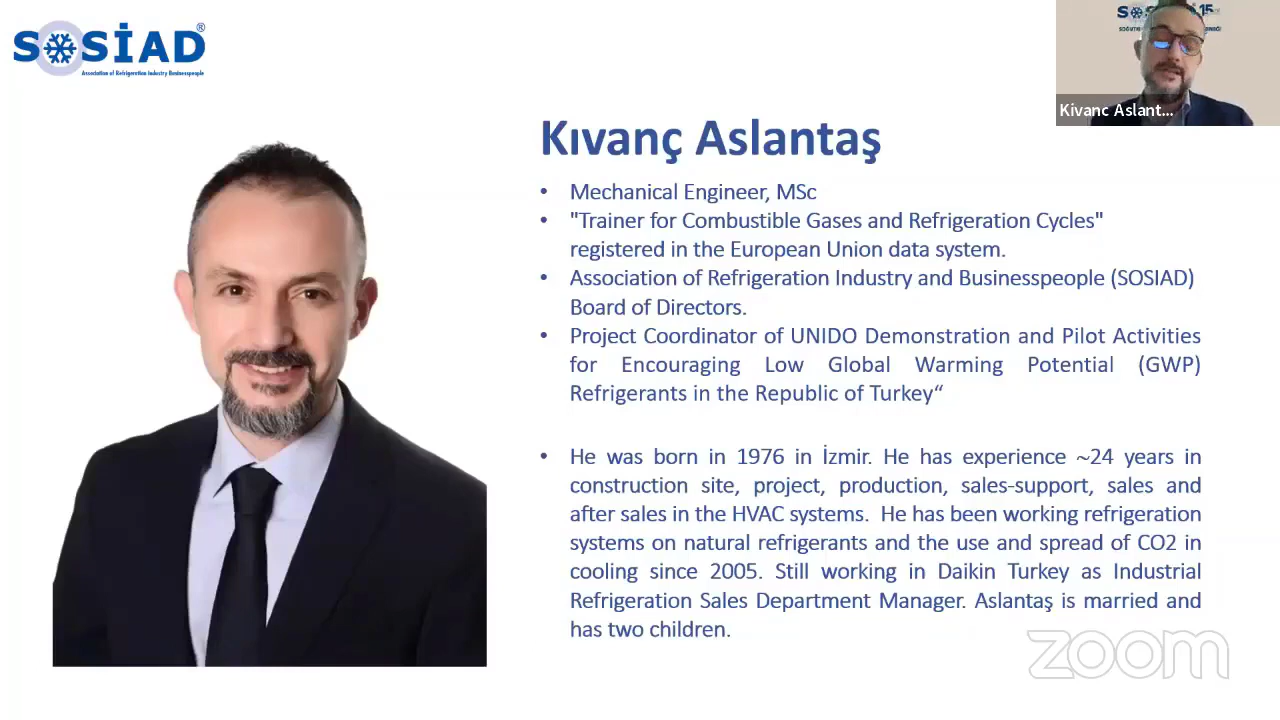 SOSİAD®
Association of Refrigeration Industry Businesspeople
SOSİAD 15
Kivanc Aslant...
Kıvanç Aslantaş
• Mechanical Engineer, MSc
• "Trainer for Combustible Gases and Refrigeration Cycles"
registered in the European Union data system.
• Association of Refrigeration Industry and Businesspeople (SOSIAD)
Board of Directors.
• Project Coordinator of UNIDO Demonstration and Pilot Activities
for Encouraging Low Global Warming Potential (GWP)
Refrigerants in the Republic of Turkey“
• He was born in 1976 in İzmir. He has experience ~24 years in
construction site, project, production, sales-support, sales and
after sales in the HVAC systems. He has been working refrigeration
systems on natural refrigerants and the use and spread of CO2 in
cooling since 2005. Still working in Daikin Turkey as Industrial
Refrigeration Sales Department Manager. Aslantaş is married and
has two children.
zoom